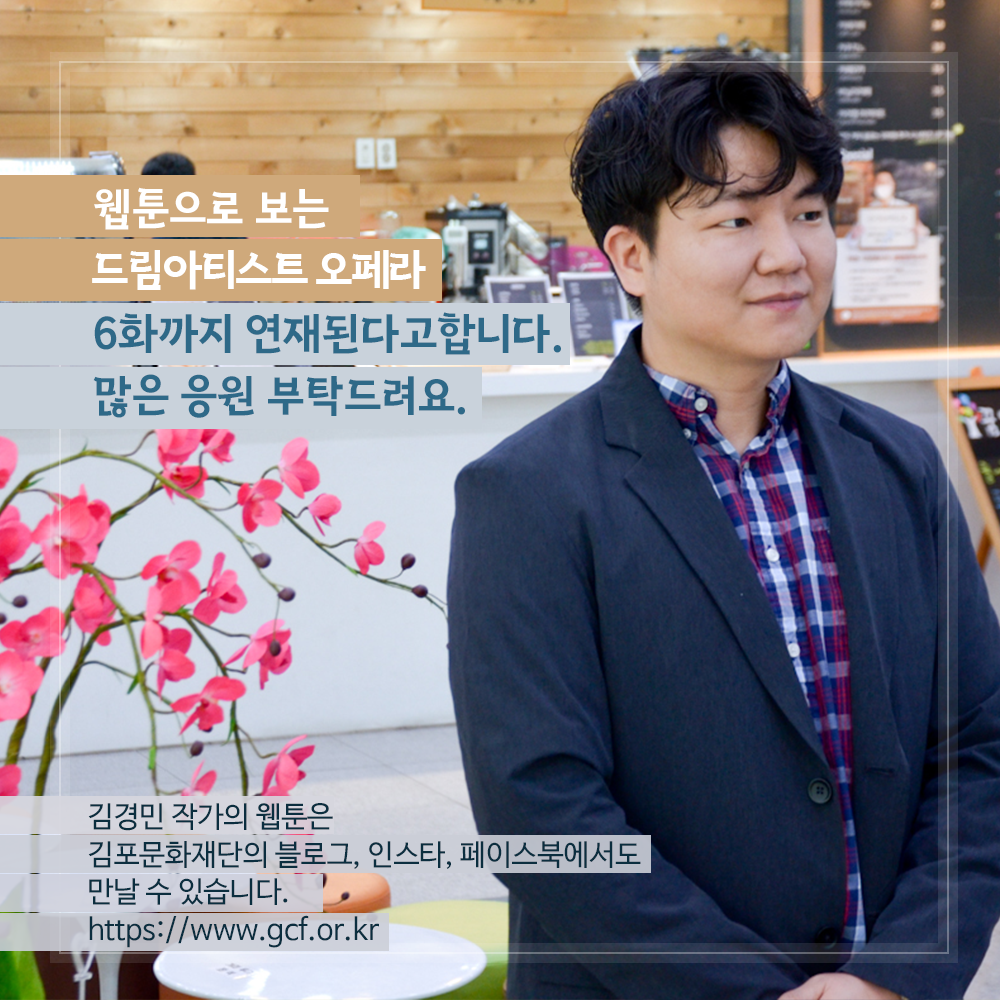 웹툰으로 보는
드림아티스트 오페라
6화까지 연재된다고합니다.
많은 응원 부탁드려요.
김경민 작가의 웹툰은
김포문화재단의 블로그, 인스타, 페이스북에서도
만날 수 있습니다.
https://www.gcf.or.kr